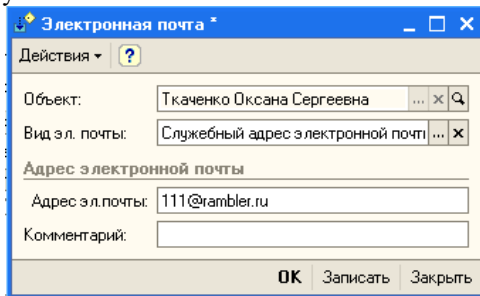 Электронная почта *
Действия ?
Объект: Ткаченко Оксана Сергеевна ...
Вид эл. почты: Служебный адрес электронной почт ...
Адрес электронной почты
Адрес эл.почты: 111@rambler.ru
Комментарий:
OK Записать Закрыть